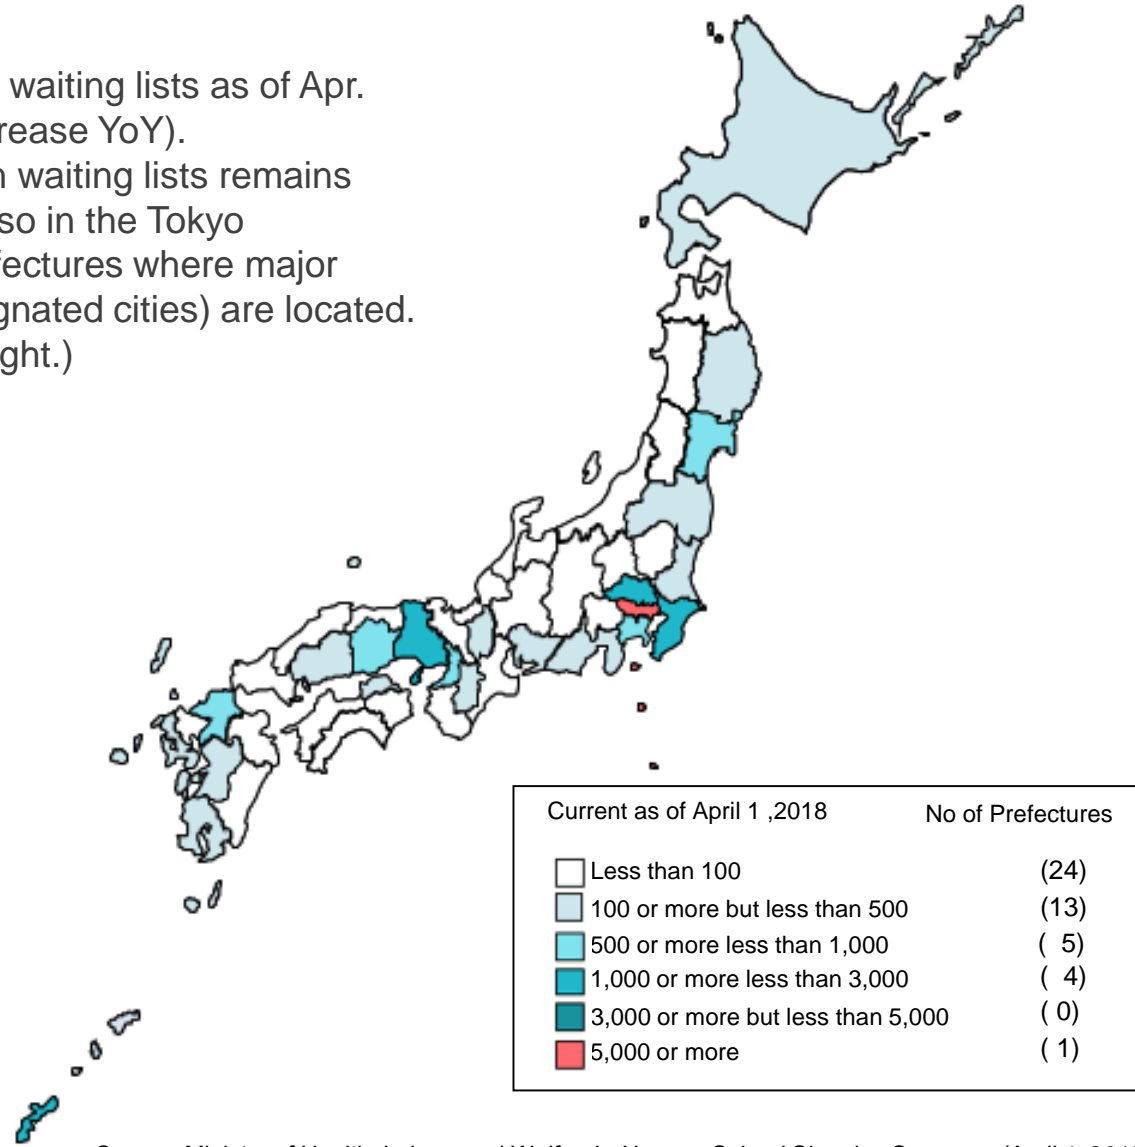 waiting lists as of Apr.
rease YoY).
waiting lists remains
so in the Tokyo
fectures where major
gnated cities) are located.
ght.)
Current as of April 1 ,2018 No of Prefectures
Less than 100 (24)
100 or more but less than 500 (13)
500 or more less than 1,000 ( 5)
1,000 or more less than 3,000 ( 4)
3,000 or more but less than 5,000 ( 0)
5,000 or more ( 1)